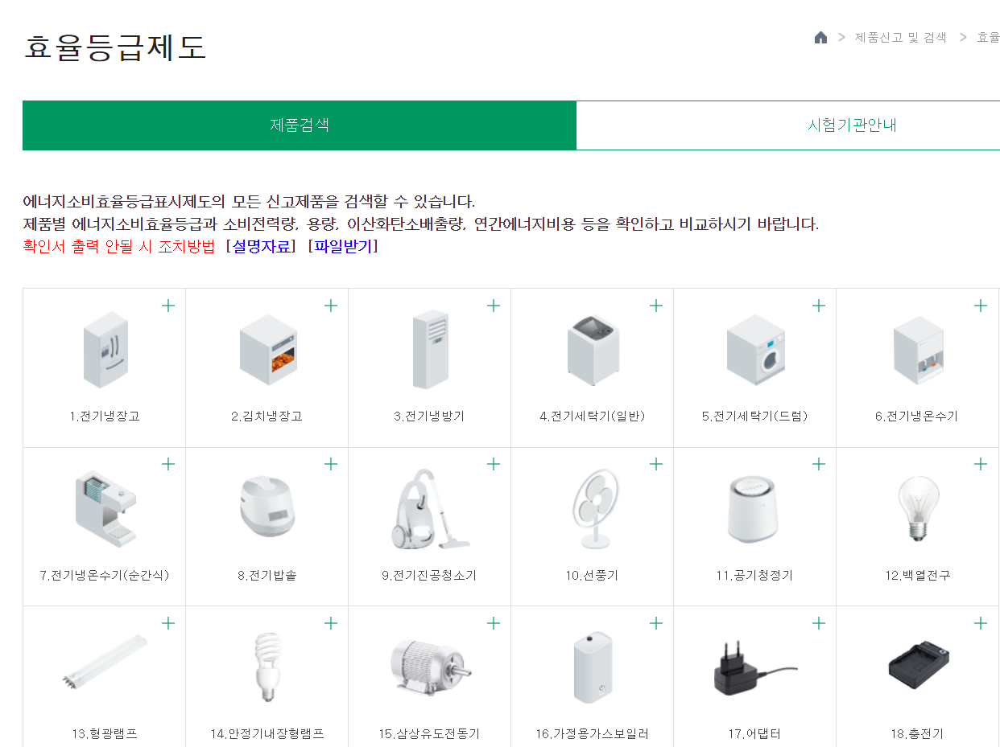 효율등급제도
제품신고 및 검색 > 효율
제품검색
시험기관안내
에너지소비효율등급표시제도의 모든 신고제품을 검색할 수 있습니다.
제품별 에너지소비효율등급과 소비전력량, 용량, 이산화탄소배출량, 연간에너지비용 등을 확인하고 비교하시기 바랍니다.
확인서 출력 안될 시 조치방법 [설명자료] [파일받기]
1.전기냉장고
2.김치냉장고
3.전기냉방기
4.전기세탁기(일반)
5.전기세탁기(드럼)
6.전기냉온수기
7.전기냉온수기(순간식)
8.전기밥솥
9.전기진공청소기
10.선풍기
11.공기청정기
12.백열전구
13.형광램프
14.안정기내장형램프
15.삼상유도전동기
16.가정용가스보일러
17.어댑터
18.충전기